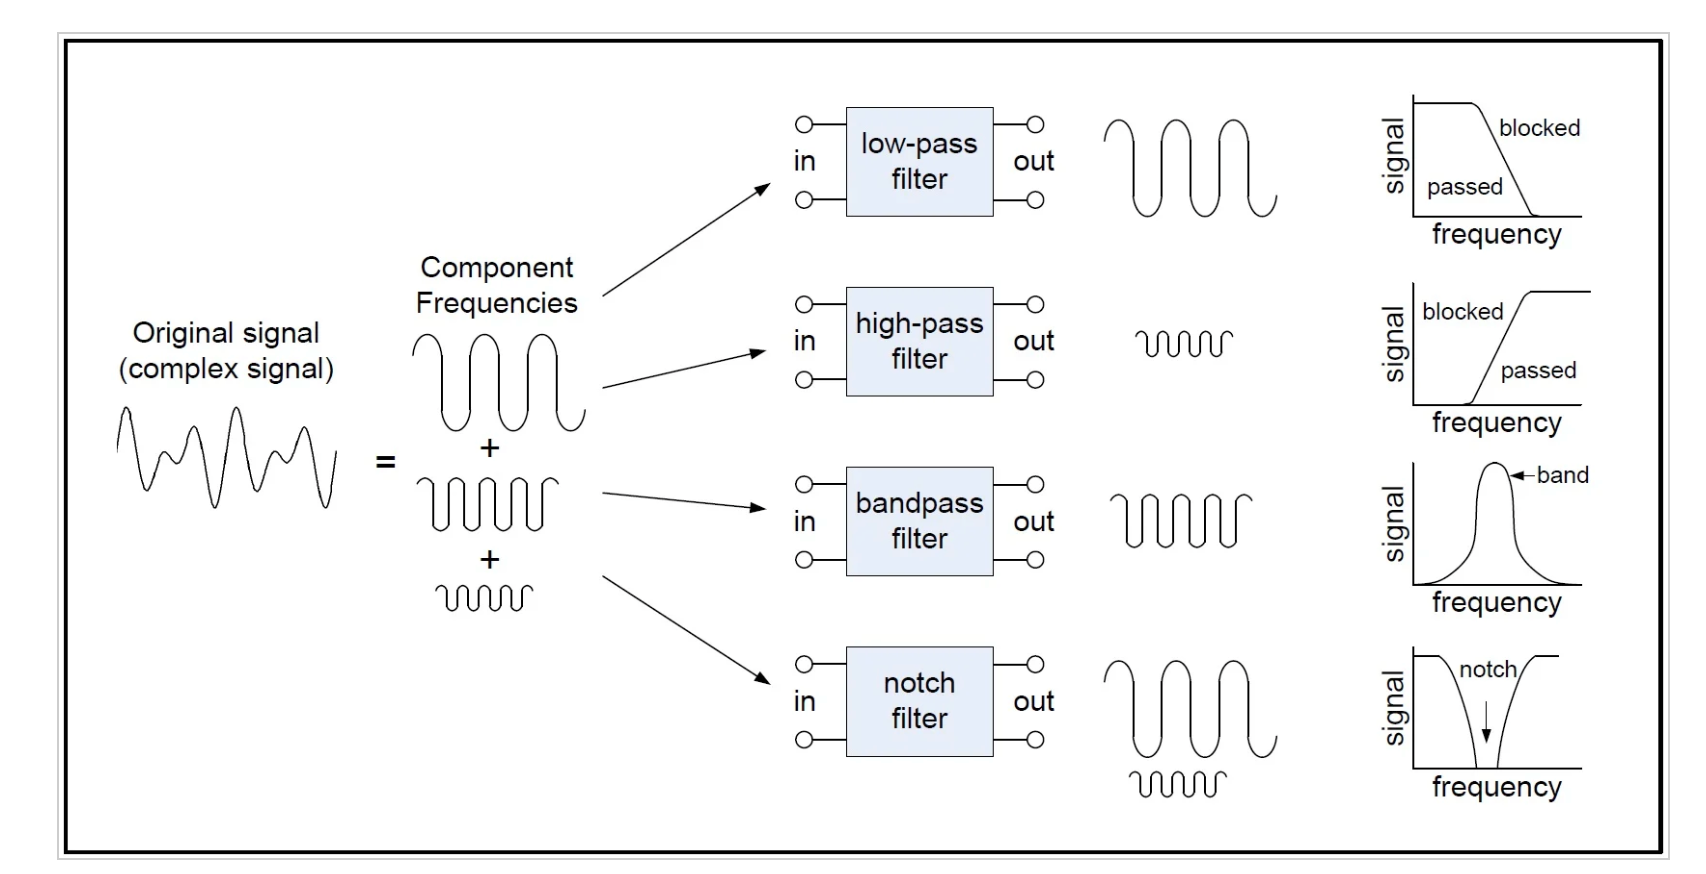 Original signal
(complex signal)
=
Component
Frequencies
+
+
in
low-pass
filter
out
signal
blocked
passed
frequency
in
high-pass
filter
out
signal
blocked
passed
frequency
in
bandpass
filter
out
signal
band
frequency
in
notch
filter
out
signal
notch
frequency